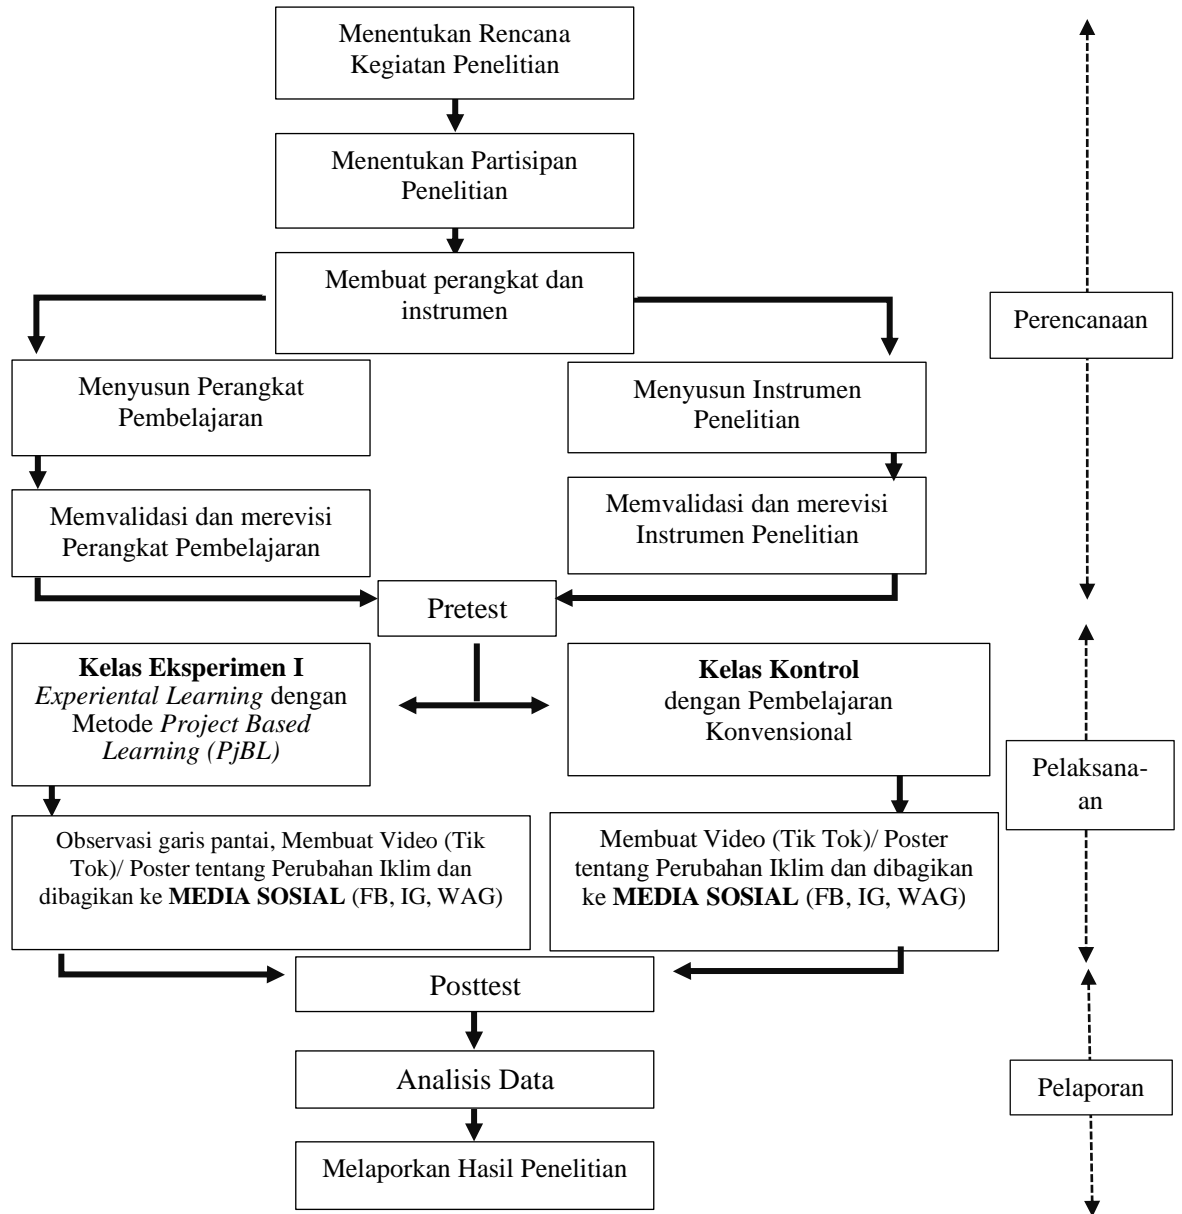 Menentukan Rencana
Kegiatan Penelitian
Menentukan Partisipan
Penelitian
Membuat perangkat dan
instrumen
Perencanaan
Menyusun Perangkat
Pembelajaran
Menyusun Instrumen
Penelitian
Memvalidasi dan merevisi
Perangkat Pembelajaran
Memvalidasi dan merevisi
Instrumen Penelitian
Pretest
Kelas Eksperimen I
Experiental Learning dengan
Metode Project Based
Learning (PjBL)
Kelas Kontrol
dengan Pembelajaran
Konvensional
Pelaksana-
an
Observasi garis pantai, Membuat Video (Tik
Tok)/ Poster tentang Perubahan Iklim dan
dibagikan ke MEDIA SOSIAL (FB, IG, WAG)
Membuat Video (Tik Tok)/ Poster
tentang Perubahan Iklim dan dibagikan
ke MEDIA SOSIAL (FB, IG, WAG)
Posttest
Analisis Data
Pelaporan
Melaporkan Hasil Penelitian